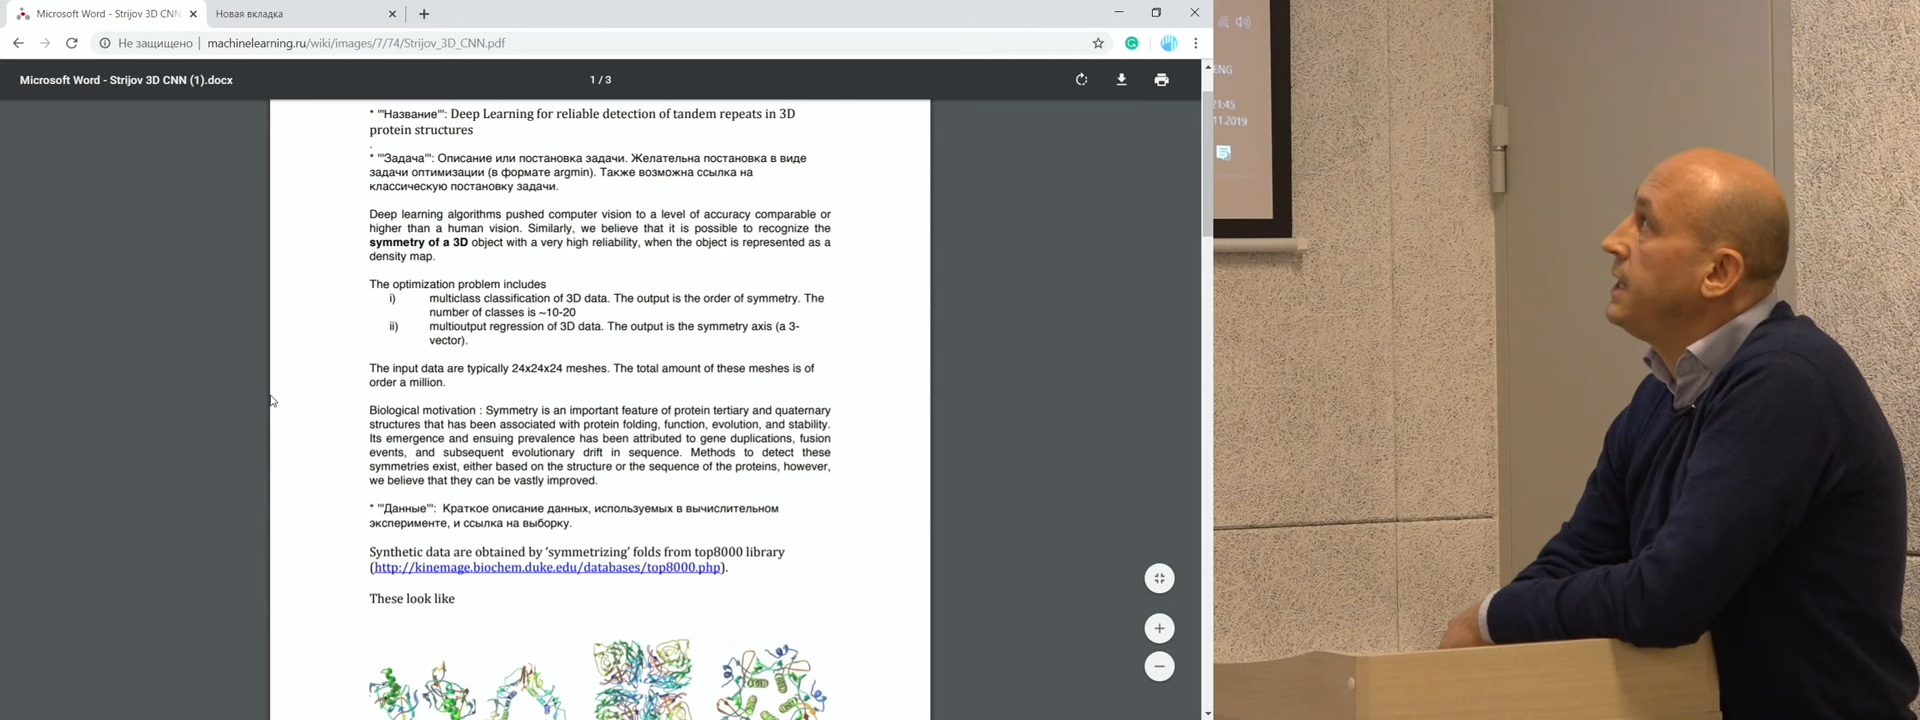 Microsoft Word - Strijov 3D CNN
Новая вкладка
Не защищено
machinelearning.ru/wiki/images/7/74/Strijov_3D_CNN.pdf
Microsoft Word - Strijov 3D CNN (1).docx
1 / 3
* '''Название''': Deep Learning for reliable detection of tandem repeats in 3D
protein structures
.
* '''Задача''': Описание или постановка задачи. Желательна постановка в виде
задачи оптимизации (в формате argmin). Также возможна ссылка на
классическую постановку задачи.
Deep learning algorithms pushed computer vision to a level of accuracy comparable or
higher than a human vision. Similarly, we believe that it is possible to recognize the
symmetry of a 3D object with a very high reliability, when the object is represented as a
density map.
The optimization problem includes
i) multiclass classification of 3D data. The output is the order of symmetry. The
number of classes is ~10-20
ii) multioutput regression of 3D data. The output is the symmetry axis (a 3-
vector).
The input data are typically 24x24x24 meshes. The total amount of these meshes is of
order a million.
Biological motivation : Symmetry is an important feature of protein tertiary and quaternary
structures that has been associated with protein folding, function, evolution, and stability.
Its emergence and ensuing prevalence has been attributed to gene duplications, fusion
events, and subsequent evolutionary drift in sequence. Methods to detect these
symmetries exist, either based on the structure or the sequence of the proteins, however,
we believe that they can be vastly improved.
* '''Данные''': Краткое описание данных, используемых в вычислительном
эксперименте, и ссылка на выборку.
Synthetic data are obtained by 'symmetrizing' folds from top8000 library
(http://kinemage.biochem.duke.edu/databases/top8000.php).
These look like
ENG
21:45
11.2019